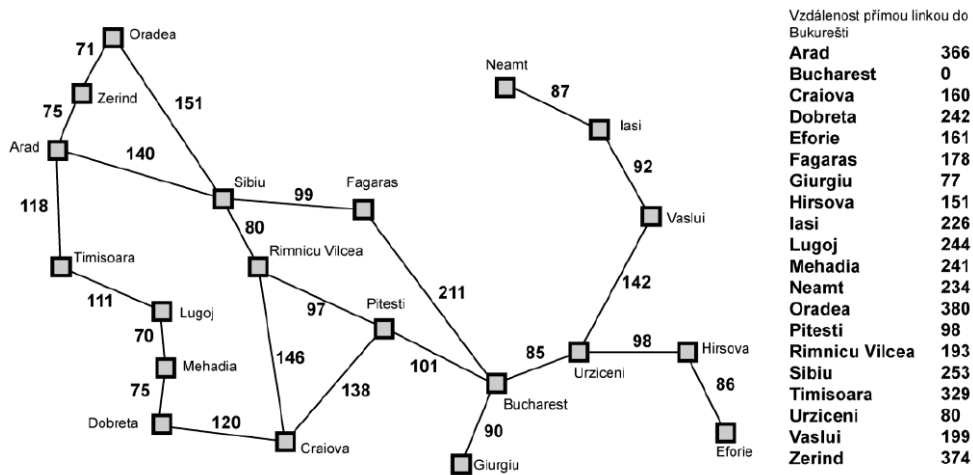 Oradea
71
Neamt
87
Zerind
151
75
Iasi
Arad
140
92
Sibiu
99
Fagaras
118
80
Vaslui
Timisoara
Rimnicu Vilcea
142
111
Lugoj
97
Pitesti
211
70
146
98
Hirsova
Mehadia
85
Urziceni
101
138
86
75
Bucharest
Dobreta
120
90
Craiova
Eforie
Giurgiu
Vzdálenost přímou linkou do
Bukurešti
Arad 366
Bucharest 0
Craiova 160
Dobreta 242
Eforie 161
Fagaras 178
Giurgiu 77
Hirsova 151
Iasi 226
Lugoj 244
Mehadia 241
Neamt 234
Oradea 380
Pitesti 98
Rimnicu Vilcea 193
Sibiu 253
Timisoara 329
Urziceni 80
Vaslui 199
Zerind 374